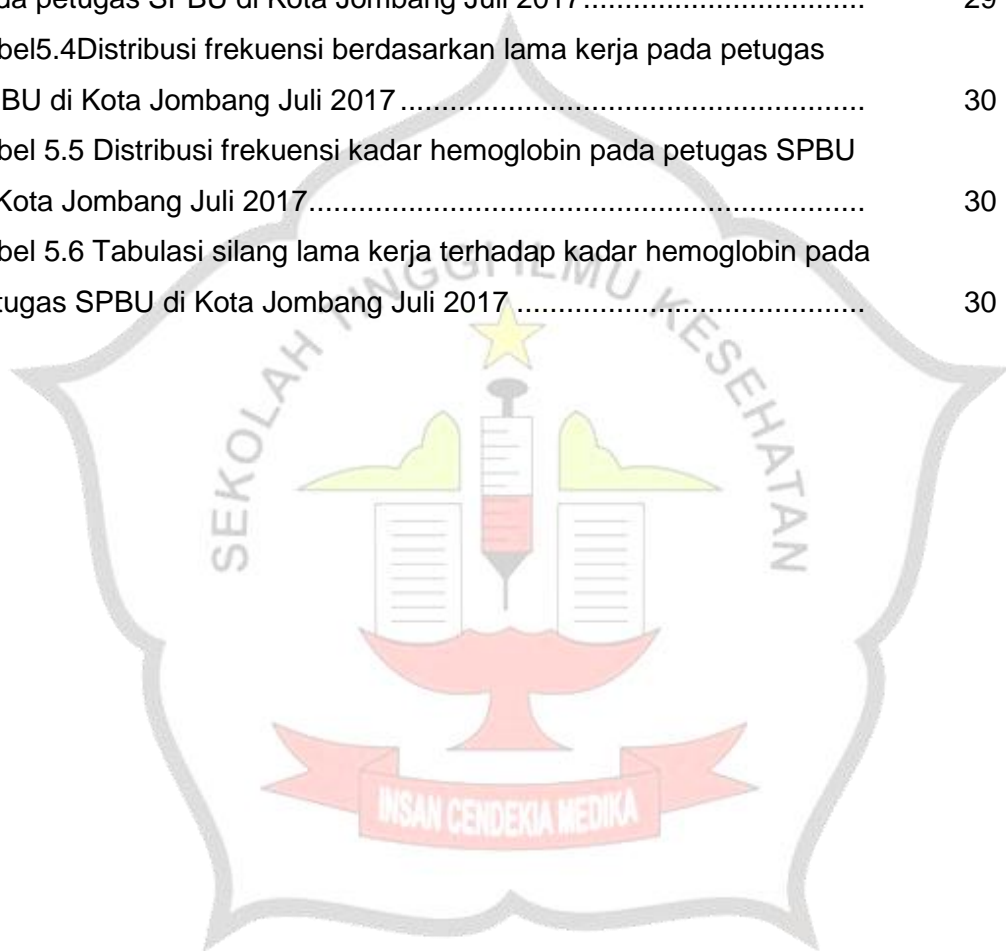 da petugas SPBU di Kota Jombang Juli 2017.................................. 29
bel5.4Distribusi frekuensi berdasarkan lama kerja pada petugas
BU di Kota Jombang Juli 2017 ........................................................ 30
bel 5.5 Distribusi frekuensi kadar hemoglobin pada petugas SPBU
Kota Jombang Juli 2017................................................................... 30
bel 5.6 Tabulasi silang lama kerja terhadap kadar hemoglobin pada
tugas SPBU di Kota Jombang Juli 2017 .......................................... 30
SEKOLAH TINGGI ILMU KESEHATAN
INSAN CENDEKIA MEDIKA